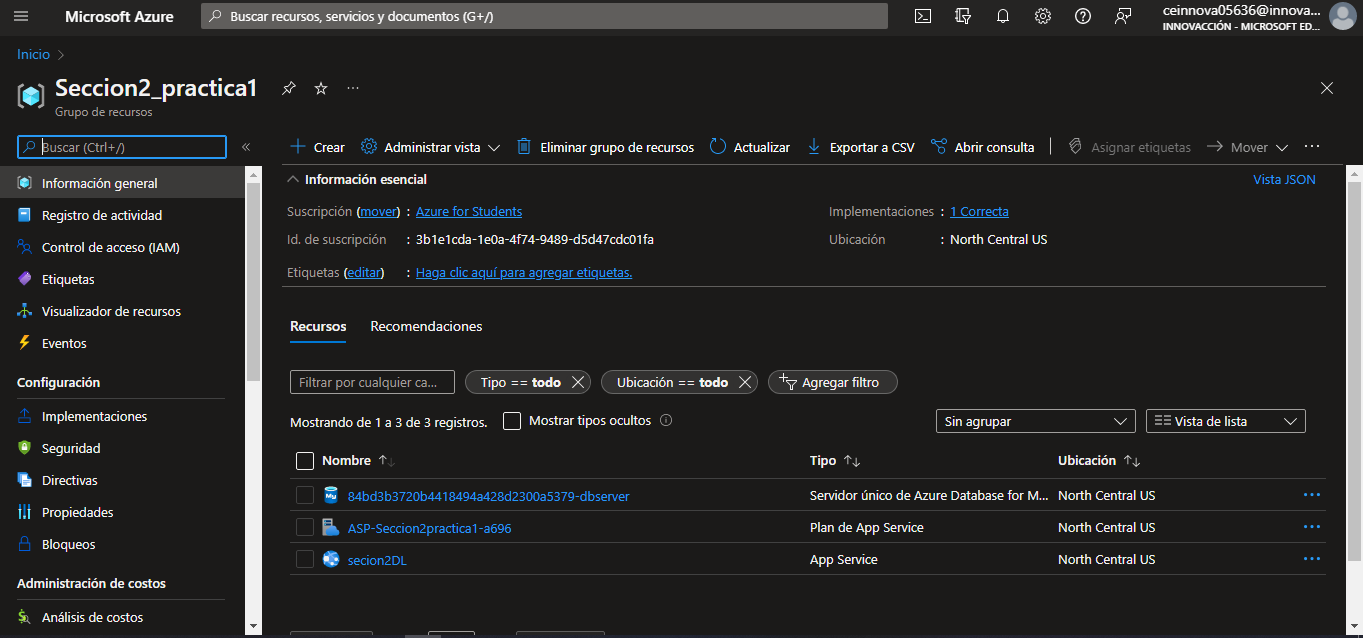 Microsoft Azure
Buscar recursos, servicios y documentos (G+/)
ceinnova05636@innova...
INNOVACCIÓN - MICROSOFT ED...
Inicio
Seccion2_practica1
Grupo de recursos
Buscar (Ctrl+/)
Crear
Administrar vista
Eliminar grupo de recursos
Actualizar
Exportar a CSV
Abrir consulta
Asignar etiquetas
Mover
Información general
Registro de actividad
Control de acceso (IAM)
Etiquetas
Visualizador de recursos
Eventos
Configuración
Implementaciones
Seguridad
Directivas
Propiedades
Bloqueos
Administración de costos
Análisis de costos
Información esencial
Vista JSON
Suscripción (mover) : Azure for Students
Implementaciones : 1 Correcta
Id. de suscripción : 3b1e1cda-1e0a-4f74-9489-d5d47cdc01fa
Ubicación : North Central US
Etiquetas (editar) : Haga clic aquí para agregar etiquetas.
Recursos
Recomendaciones
Filtrar por cualquier ca...
Tipo == todo
Ubicación == todo
Agregar filtro
Mostrando de 1 a 3 de 3 registros.
Mostrar tipos ocultos
Sin agrupar
Vista de lista
Nombre
Tipo
Ubicación
84bd3b3720b4418494a428d2300a5379-dbserver
Servidor único de Azure Database for M...
North Central US
ASP-Seccion2practica1-a696
Plan de App Service
North Central US
secion2DL
App Service
North Central US